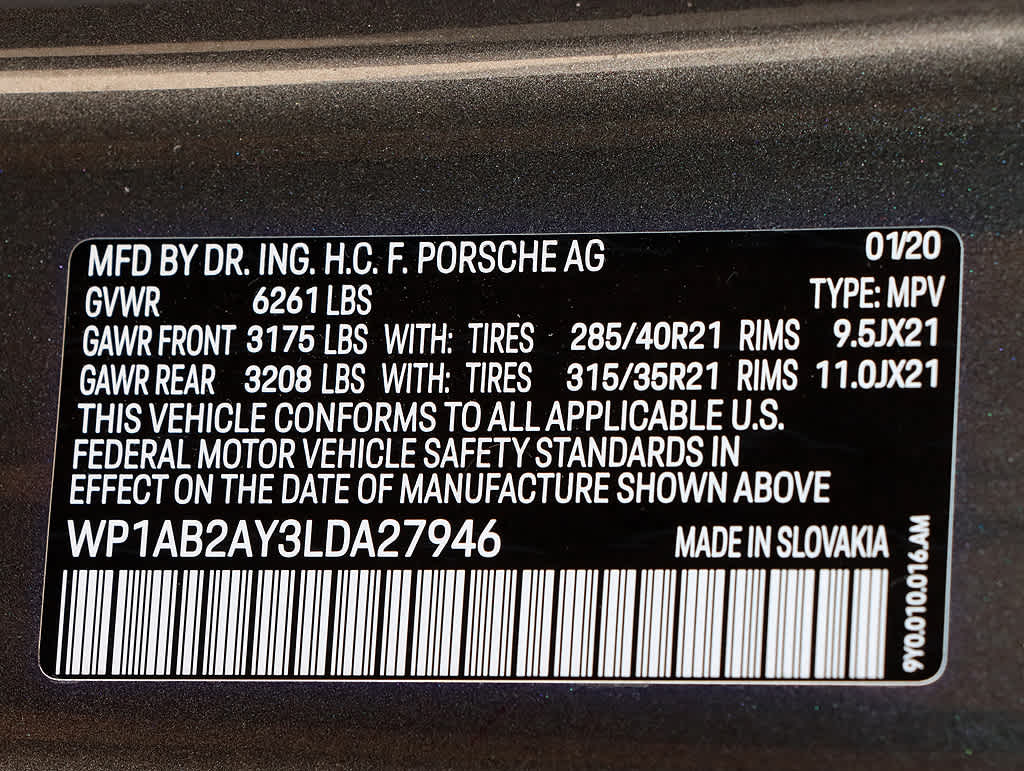 MFD BY DR. ING. H.C. F. PORSCHE AG 01/20
GVWR 6261 LBS TYPE: MPV
GAWR FRONT 3175 LBS WITH: TIRES 285/40R21 RIMS 9.5JX21
GAWR REAR 3208 LBS WITH: TIRES 315/35R21 RIMS 11.0JX21
THIS VEHICLE CONFORMS TO ALL APPLICABLE U.S.
FEDERAL MOTOR VEHICLE SAFETY STANDARDS IN
EFFECT ON THE DATE OF MANUFACTURE SHOWN ABOVE
WP1AB2AY3LDA27946 MADE IN SLOVAKIA
9Y0.010.016.AM